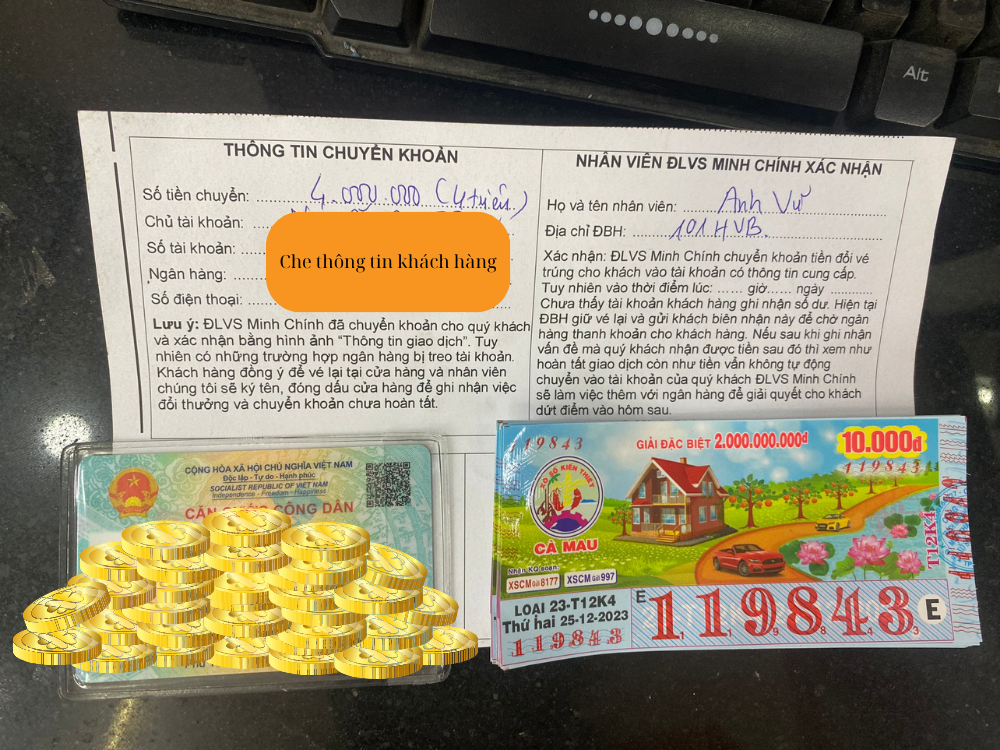 Alt
THÔNG TIN CHUYỂN KHOẢN
Số tiền chuyển: 4.000.000 (4 triệu)
Chủ tài khoản:
Số tài khoản:
Ngân hàng:
Số điện thoại:
Che thông tin khách hàng
Lưu ý: ĐLVS Minh Chính đã chuyển khoản cho quý khách
và xác nhận bằng hình ảnh “Thông tin giao dịch”. Tuy
nhiên có những trường hợp ngân hàng bị treo tài khoản.
Khách hàng đồng ý để vé lại tại cửa hàng và nhân viên
chúng tôi sẽ ký tên, đóng dấu cửa hàng để ghi nhận việc
đổi thưởng và chuyển khoản chưa hoàn tất.
NHÂN VIÊN ĐLVS MINH CHÍNH XÁC NHẬN
Họ và tên nhân viên: Anh Vũ
Địa chỉ ĐBH: 101 HVB.
Xác nhận: ĐLVS Minh Chính chuyển khoản tiền đổi vé
trúng cho khách vào tài khoản có thông tin cung cấp.
Tuy nhiên vào thời điểm lúc: ...... giờ...... ngày ............
Chưa thấy tài khoản khách hàng ghi nhận số dư. Hiện tại
ĐBH giữ vé lại và gửi khách biên nhận này để chờ ngân
hàng thanh khoản cho khách hàng. Nếu sau khi ghi nhận
vấn đề mà quý khách nhận được tiền sau đó thì xem như
hoàn tất giao dịch còn như tiền vẫn không tự động
chuyển vào tài khoản của quý khách ĐLVS Minh Chính
sẽ làm việc thêm với ngân hàng để giải quyết cho khách
dứt điểm vào hôm sau.
CỘNG HÒA XÃ HỘI CHỦ NGHĨA VIỆT NAM
Độc lập - Tự do - Hạnh phúc
SOCIALIST REPUBLIC OF VIET NAM
Independence - Freedom - Happiness
CĂN CƯỚC CÔNG DÂN
19843
GIẢI ĐẶC BIỆT 2.000.000.000đ
10.000đ
119843
XỔ SỐ KIẾN THIẾT
CÀ MAU
T12K4
Nhắn KQ soạn:
XSCM Gửi 8177
XSCM Gửi 997
LOẠI 23-T12K4
Thứ hai 25-12-2023
119843
E 119843 E